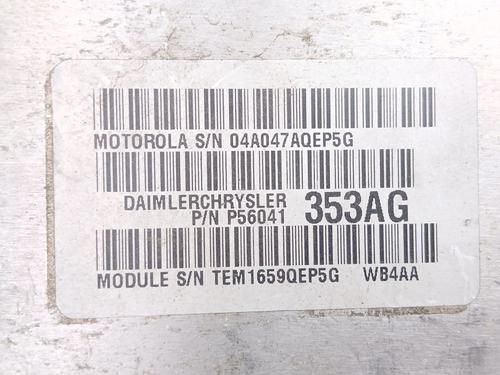 MOTOROLA S/N 04A047AQEP5G
DAIMLERCHRYSLER
P/N P56041 353AG
MODULE S/N TEM1659QEP5G WB4AA